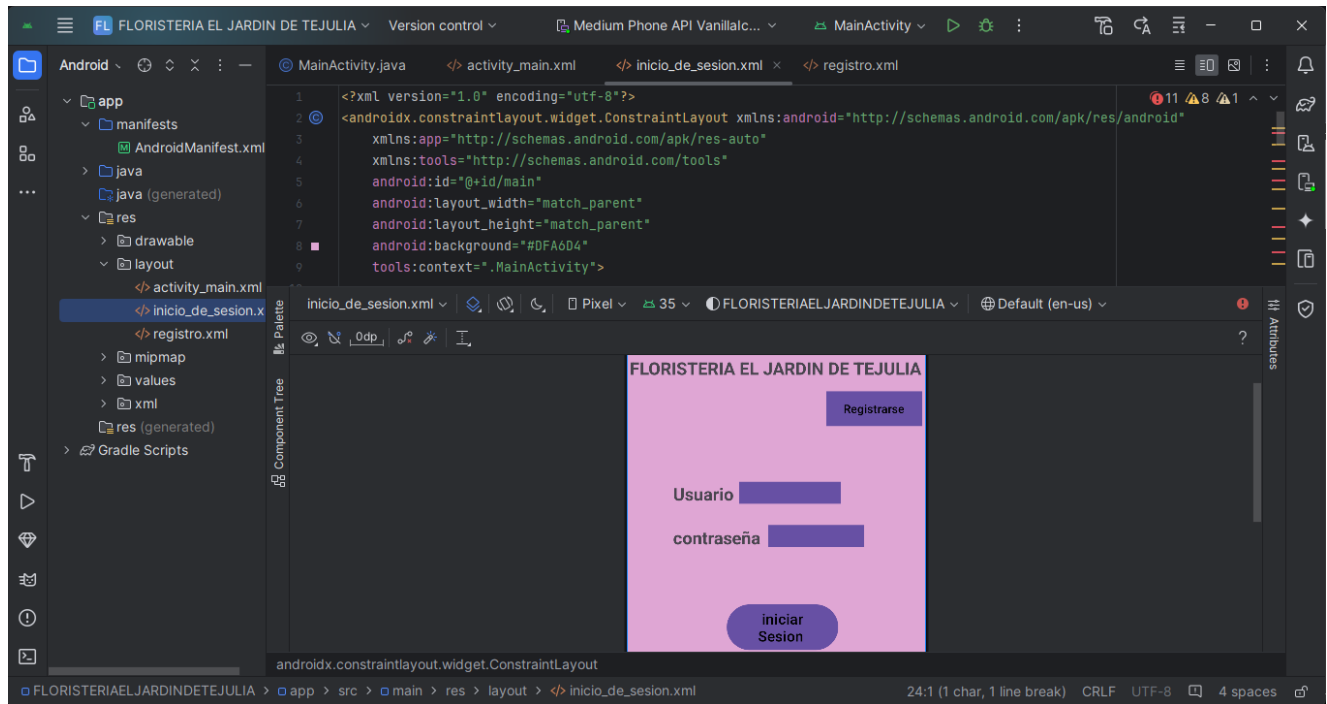 FL FLORISTERIA EL JARDIN DE TEJULIA Version control Medium Phone API VanillaIc... MainActivity
Android
MainActivity.java activity_main.xml inicio_de_sesion.xml registro.xml
app
manifests
AndroidManifest.xml
java
java (generated)
res
drawable
layout
activity_main.xml
inicio_de_sesion.x
registro.xml
mipmap
values
xml
res (generated)
Gradle Scripts
11 8 1
1 <?xml version="1.0" encoding="utf-8"?>
2 <androidx.constraintlayout.widget.ConstraintLayout xmlns:android="http://schemas.android.com/apk/res/android"
3 xmlns:app="http://schemas.android.com/apk/res-auto"
4 xmlns:tools="http://schemas.android.com/tools"
5 android:id="@+id/main"
6 android:layout_width="match_parent"
7 android:layout_height="match_parent"
8 android:background="#DFA6D4"
9 tools:context=".MainActivity">
Palette
Component Tree
inicio_de_sesion.xml Pixel 35 FLORISTERIAELJARDINDETEJULIA Default (en-us)
0dp ?
Attributes
FLORISTERIA EL JARDIN DE TEJULIA
Registrarse
Usuario
contraseña
iniciar
Sesion
androidx.constraintlayout.widget.ConstraintLayout
FLORISTERIAELJARDINDETEJULIA > app > src > main > res > layout > inicio_de_sesion.xml 24:1 (1 char, 1 line break) CRLF UTF-8 4 spaces